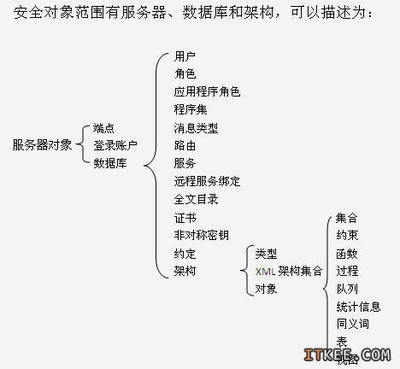 安全对象范围有服务器、数据库和架构，可以描述为：
服务器对象
端点
登录账户
数据库
用户
角色
应用程序角色
程序集
消息类型
路由
服务
远程服务绑定
全文目录
证书
非对称密钥
约定
架构
类型
XML 架构集合
对象
集合
约束
函数
过程
队列
统计信息
同义词
表
视图
ITKEE.COM